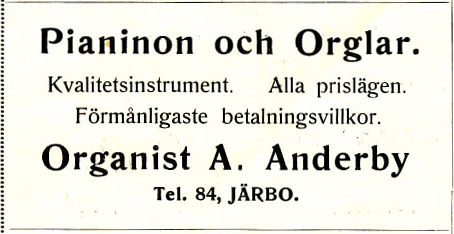 Pianinon och Orglar.
Kvalitetsinstrument. Alla prislägen.
Förmånligaste betalningsvillkor.
Organist A. Anderby
Tel. 84, JÄRBO.